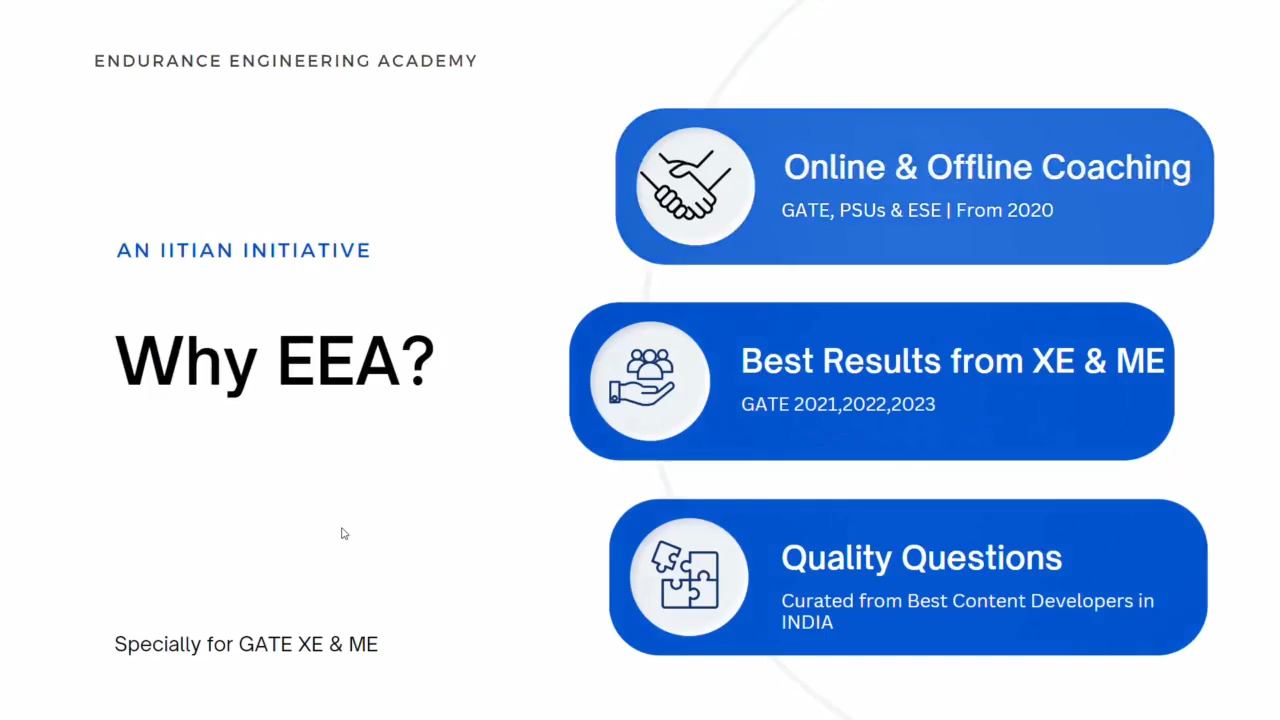 ENDURANCE ENGINEERING ACADEMY
AN IITIAN INITIATIVE
Why EEA?
Specially for GATE XE & ME
Online & Offline Coaching
GATE, PSUs & ESE | From 2020
Best Results from XE & ME
GATE 2021,2022,2023
Quality Questions
Curated from Best Content Developers in
INDIA